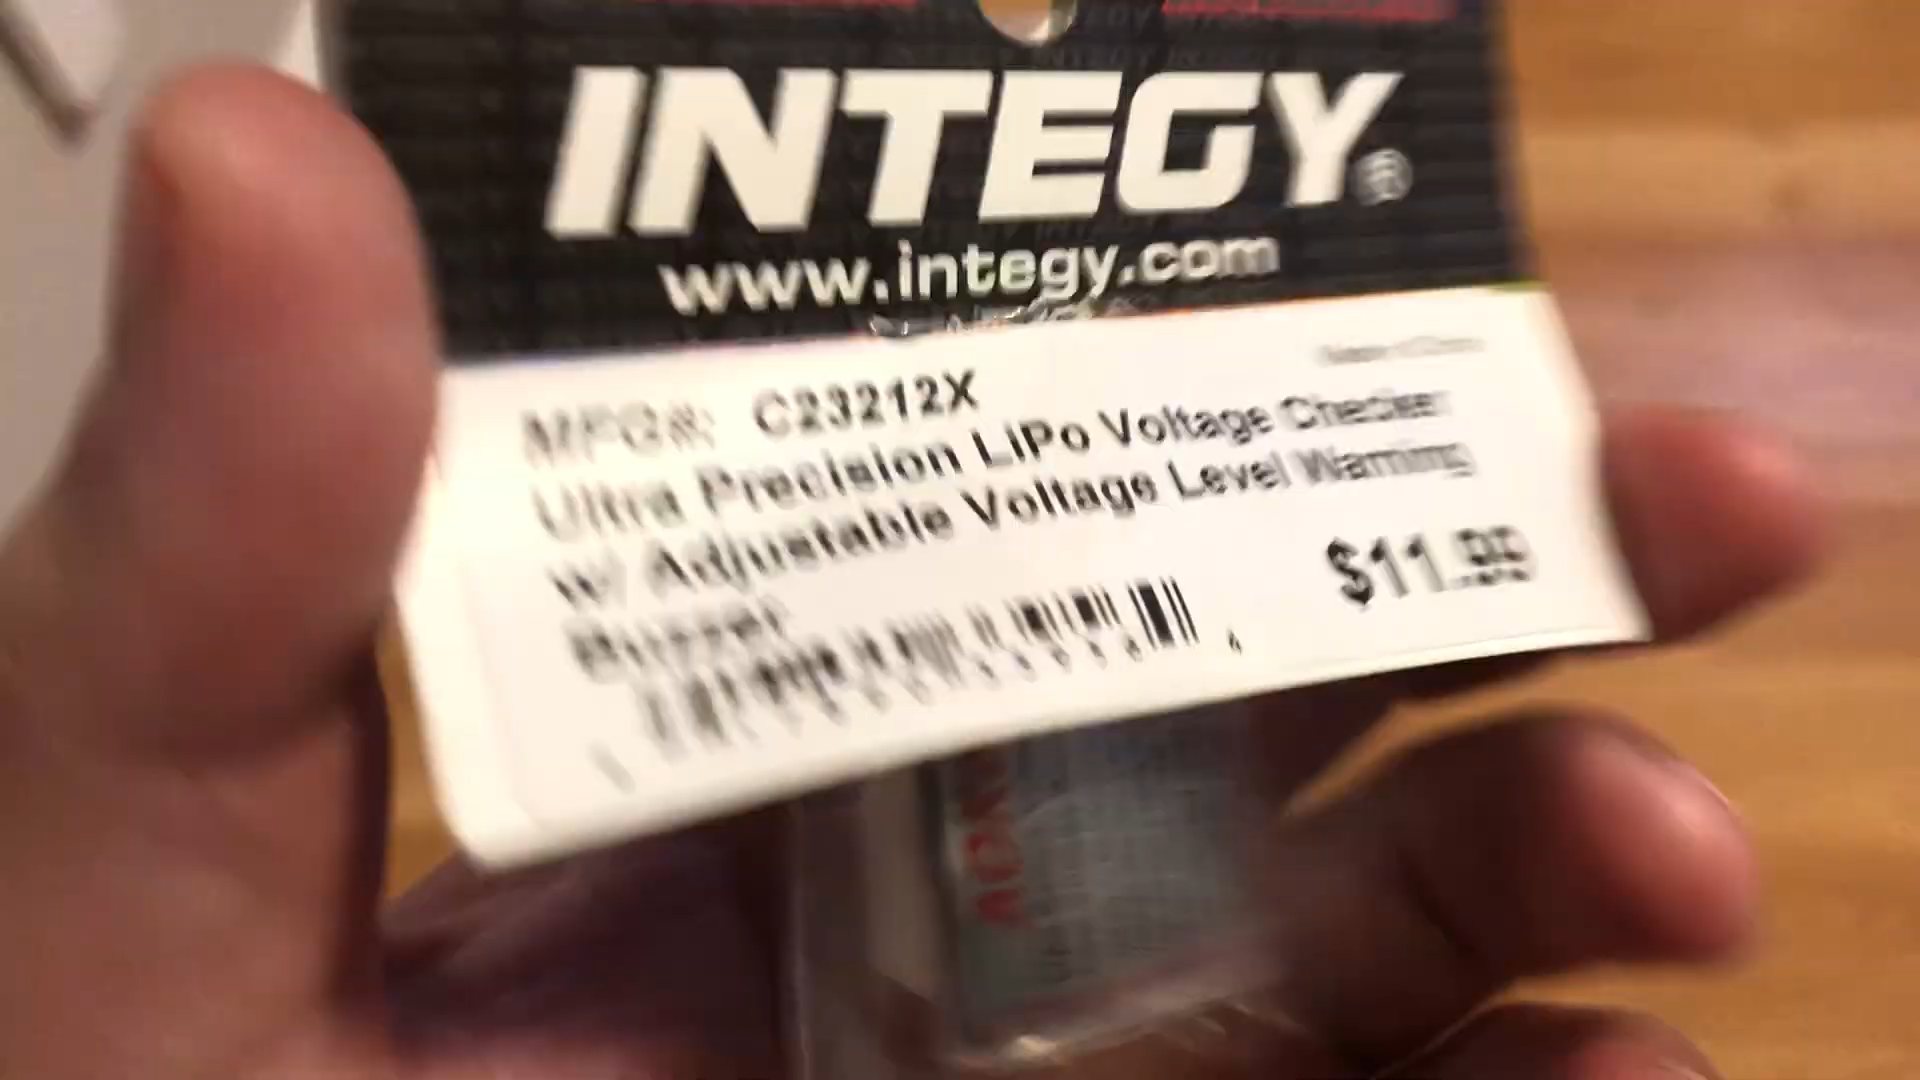 INTEGY®
www.integy.com
MFG#: C23212X
Ultra Precision LiPo Voltage Checker
w/ Adjustable Voltage Level Warning
Buzzer
$11.99